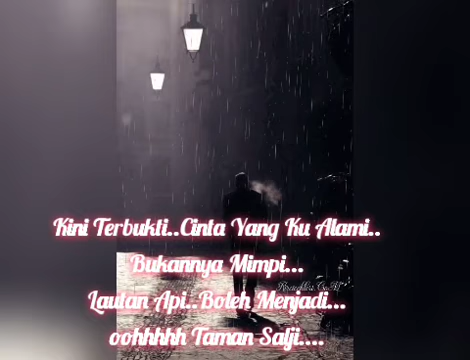 Kini Terbukti..Cinta Yang Ku Alami..
Bukannya Mimpi...
Lautan Api..Boleh Menjadi...
oohhhhh Taman Salji....